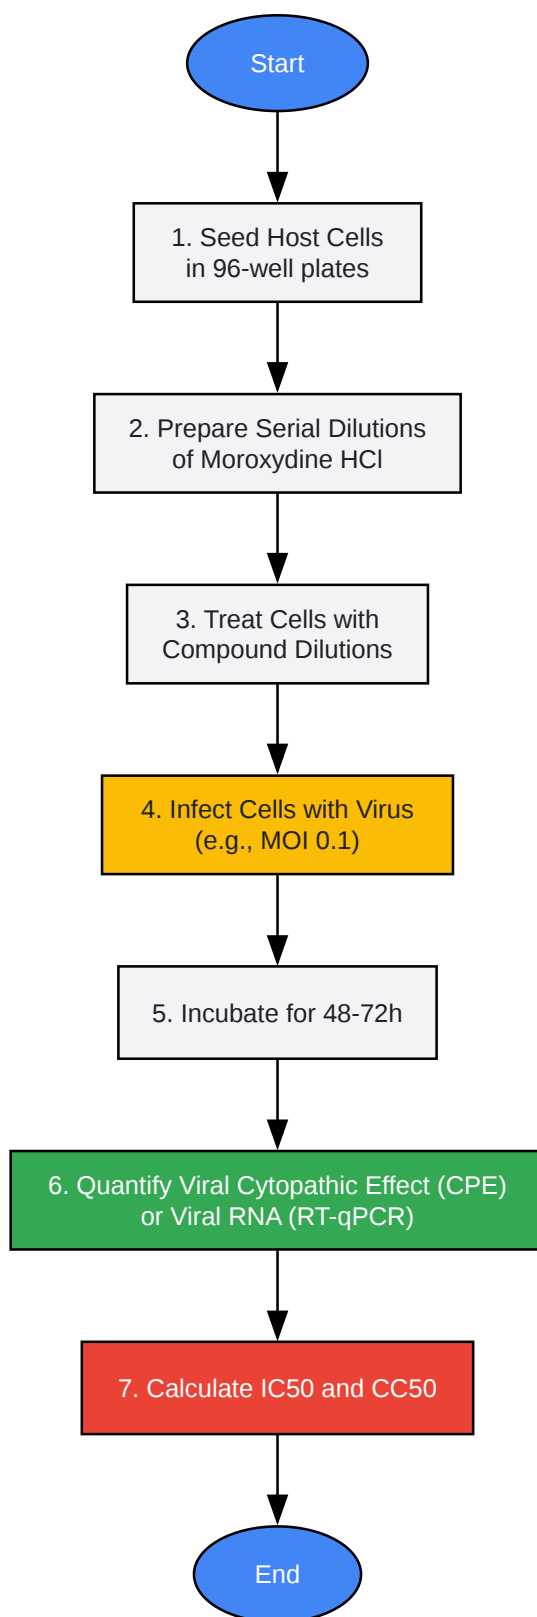 Start
1. Seed Host Cells
in 96-well plates
2. Prepare Serial Dilutions
of Moroxydine HCl
3. Treat Cells with
Compound Dilutions
4. Infect Cells with Virus
(e.g., MOI 0.1)
5. Incubate for 48-72h
6. Quantify Viral Cytopathic Effect (CPE)
or Viral RNA (RT-qPCR)
7. Calculate IC50 and CC50
End